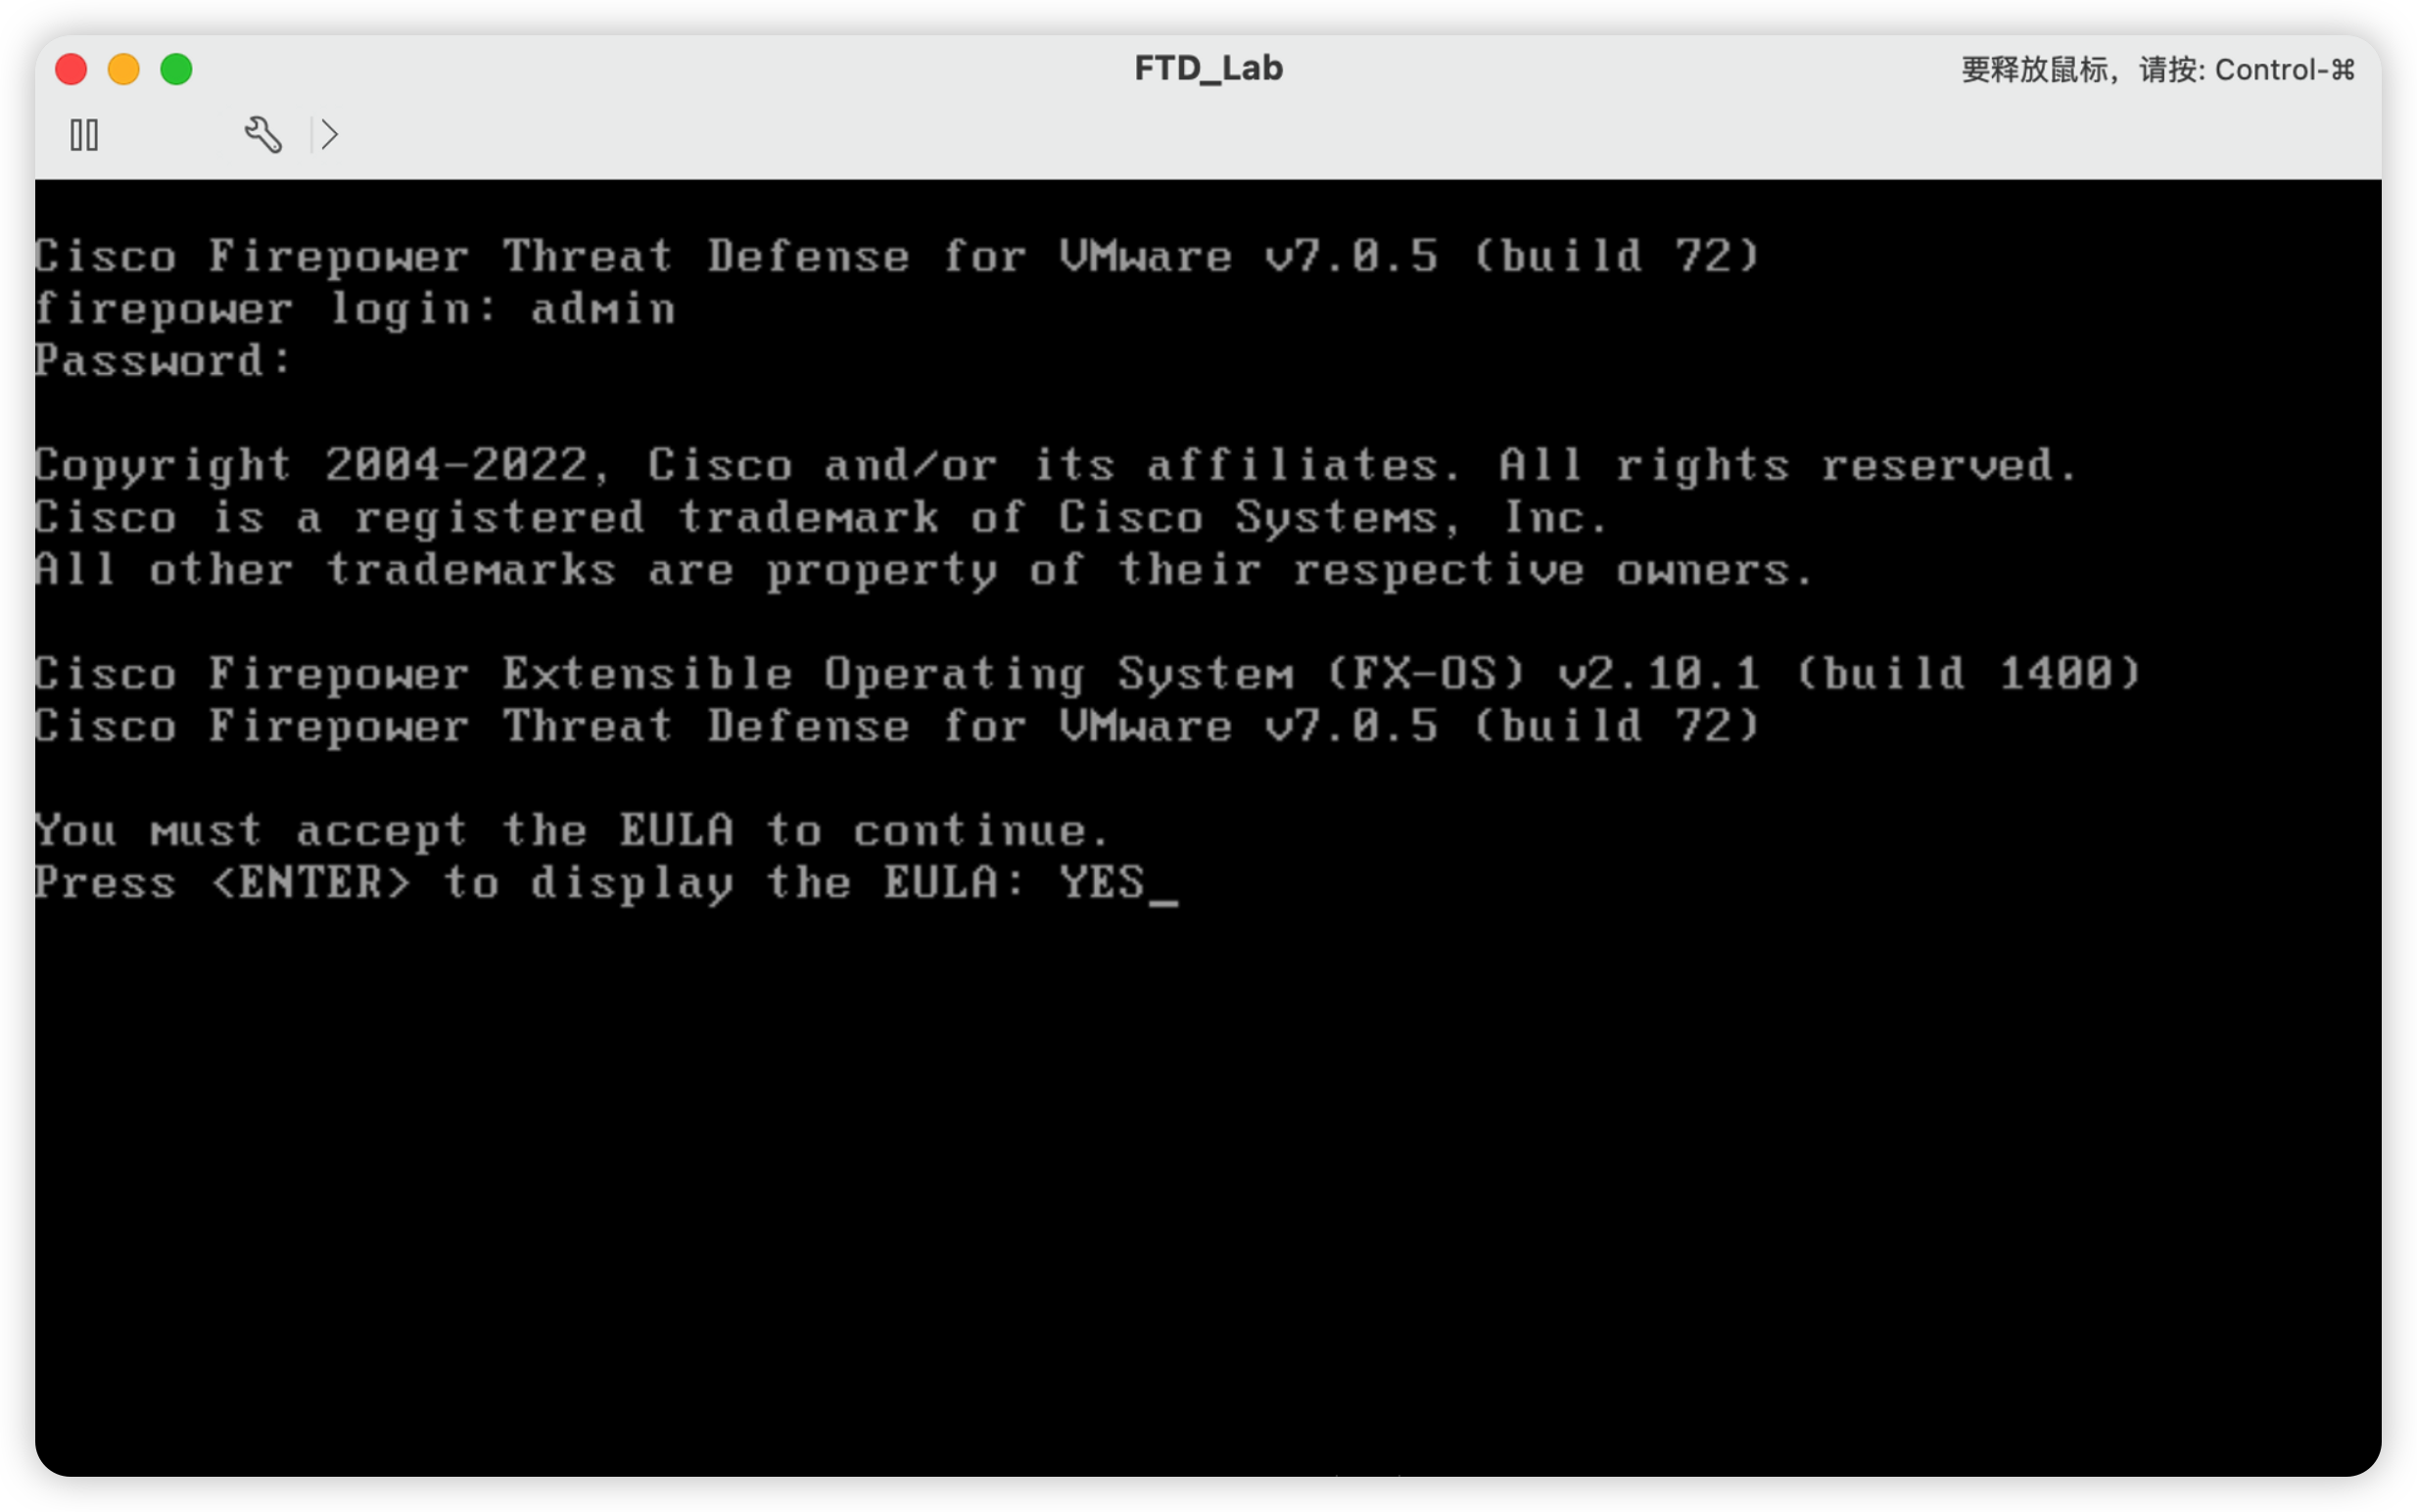 FTD_Lab
要释放鼠标，请按: Control-⌘
Cisco Firepower Threat Defense for VMware v7.0.5 (build 72)
firepower login: admin
Password:
Copyright 2004-2022, Cisco and/or its affiliates. All rights reserved.
Cisco is a registered trademark of Cisco Systems, Inc.
All other trademarks are property of their respective owners.
Cisco Firepower Extensible Operating System (FX-OS) v2.10.1 (build 1400)
Cisco Firepower Threat Defense for VMware v7.0.5 (build 72)
You must accept the EULA to continue.
Press <ENTER> to display the EULA: YES_